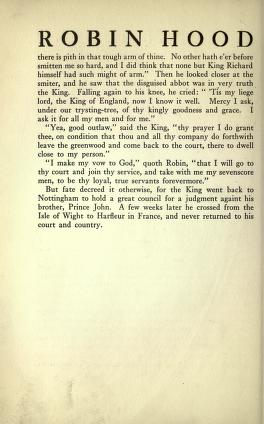 ROBIN HOOD
there is pith in that tough arm of thine. No other hath e'er before
smitten me so hard, and I did think that none but King Richard
himself had such might of arm." Then he looked closer at the
smiter, and he saw that the disguised abbot was in very truth
the King. Falling again to his knee, he cried: "'Tis my liege
lord, the King of England, now I know it well. Mercy I ask,
under our trysting-tree, of thy kingly goodness and grace. I
ask it for all my men and for me."
"Yea, good outlaw," said the King, "thy prayer I do grant
thee, on condition that thou and all thy company do forthwith
leave the greenwood and come back to the court, there to dwell
close to my person."
"I make my vow to God," quoth Robin, "that I will go to
thy court and join thy service, and take with me my sevenscore
men, to be thy loyal, true servants forevermore."
But fate decreed it otherwise, for the King went back to
Nottingham to hold a great council for a judgment against his
brother, Prince John. A few weeks later he crossed from the
Isle of Wight to Harfleur in France, and never returned to his
court and country.